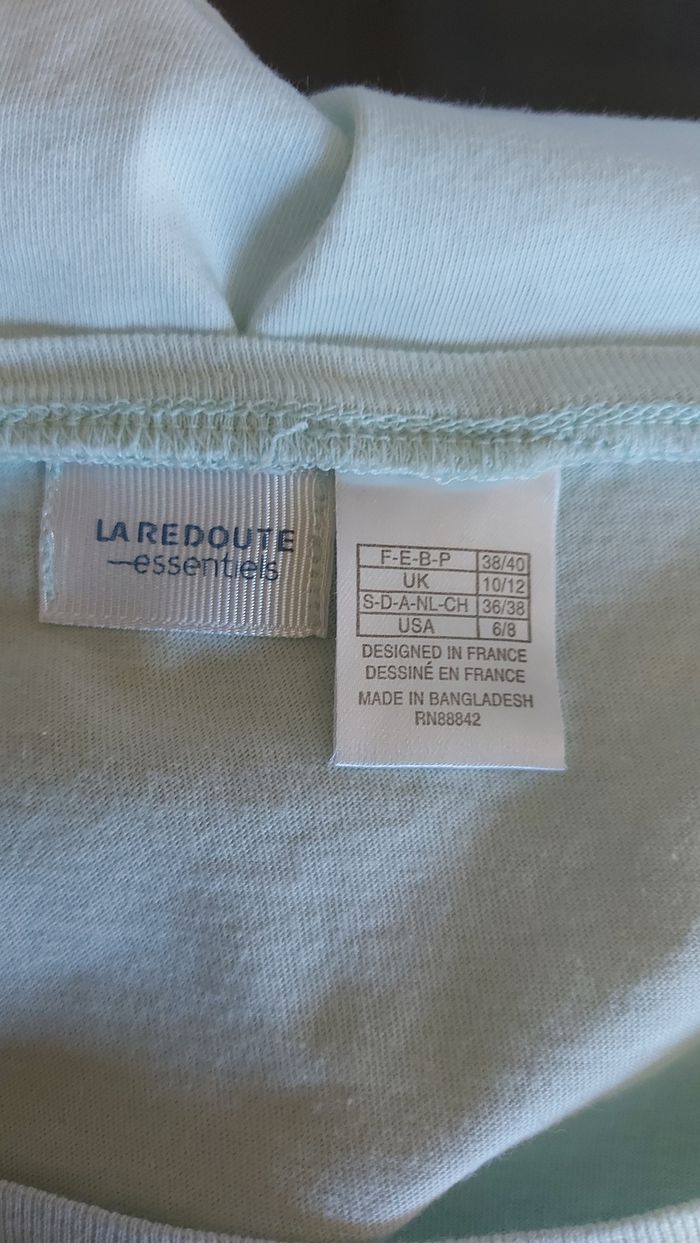 LA REDOUTE
—essentiels
F-E-B-P 38/40
UK 10/12
S-D-A-NL-CH 36/38
USA 6/8
DESIGNED IN FRANCE
DESSINÉ EN FRANCE
MADE IN BANGLADESH
RN88842